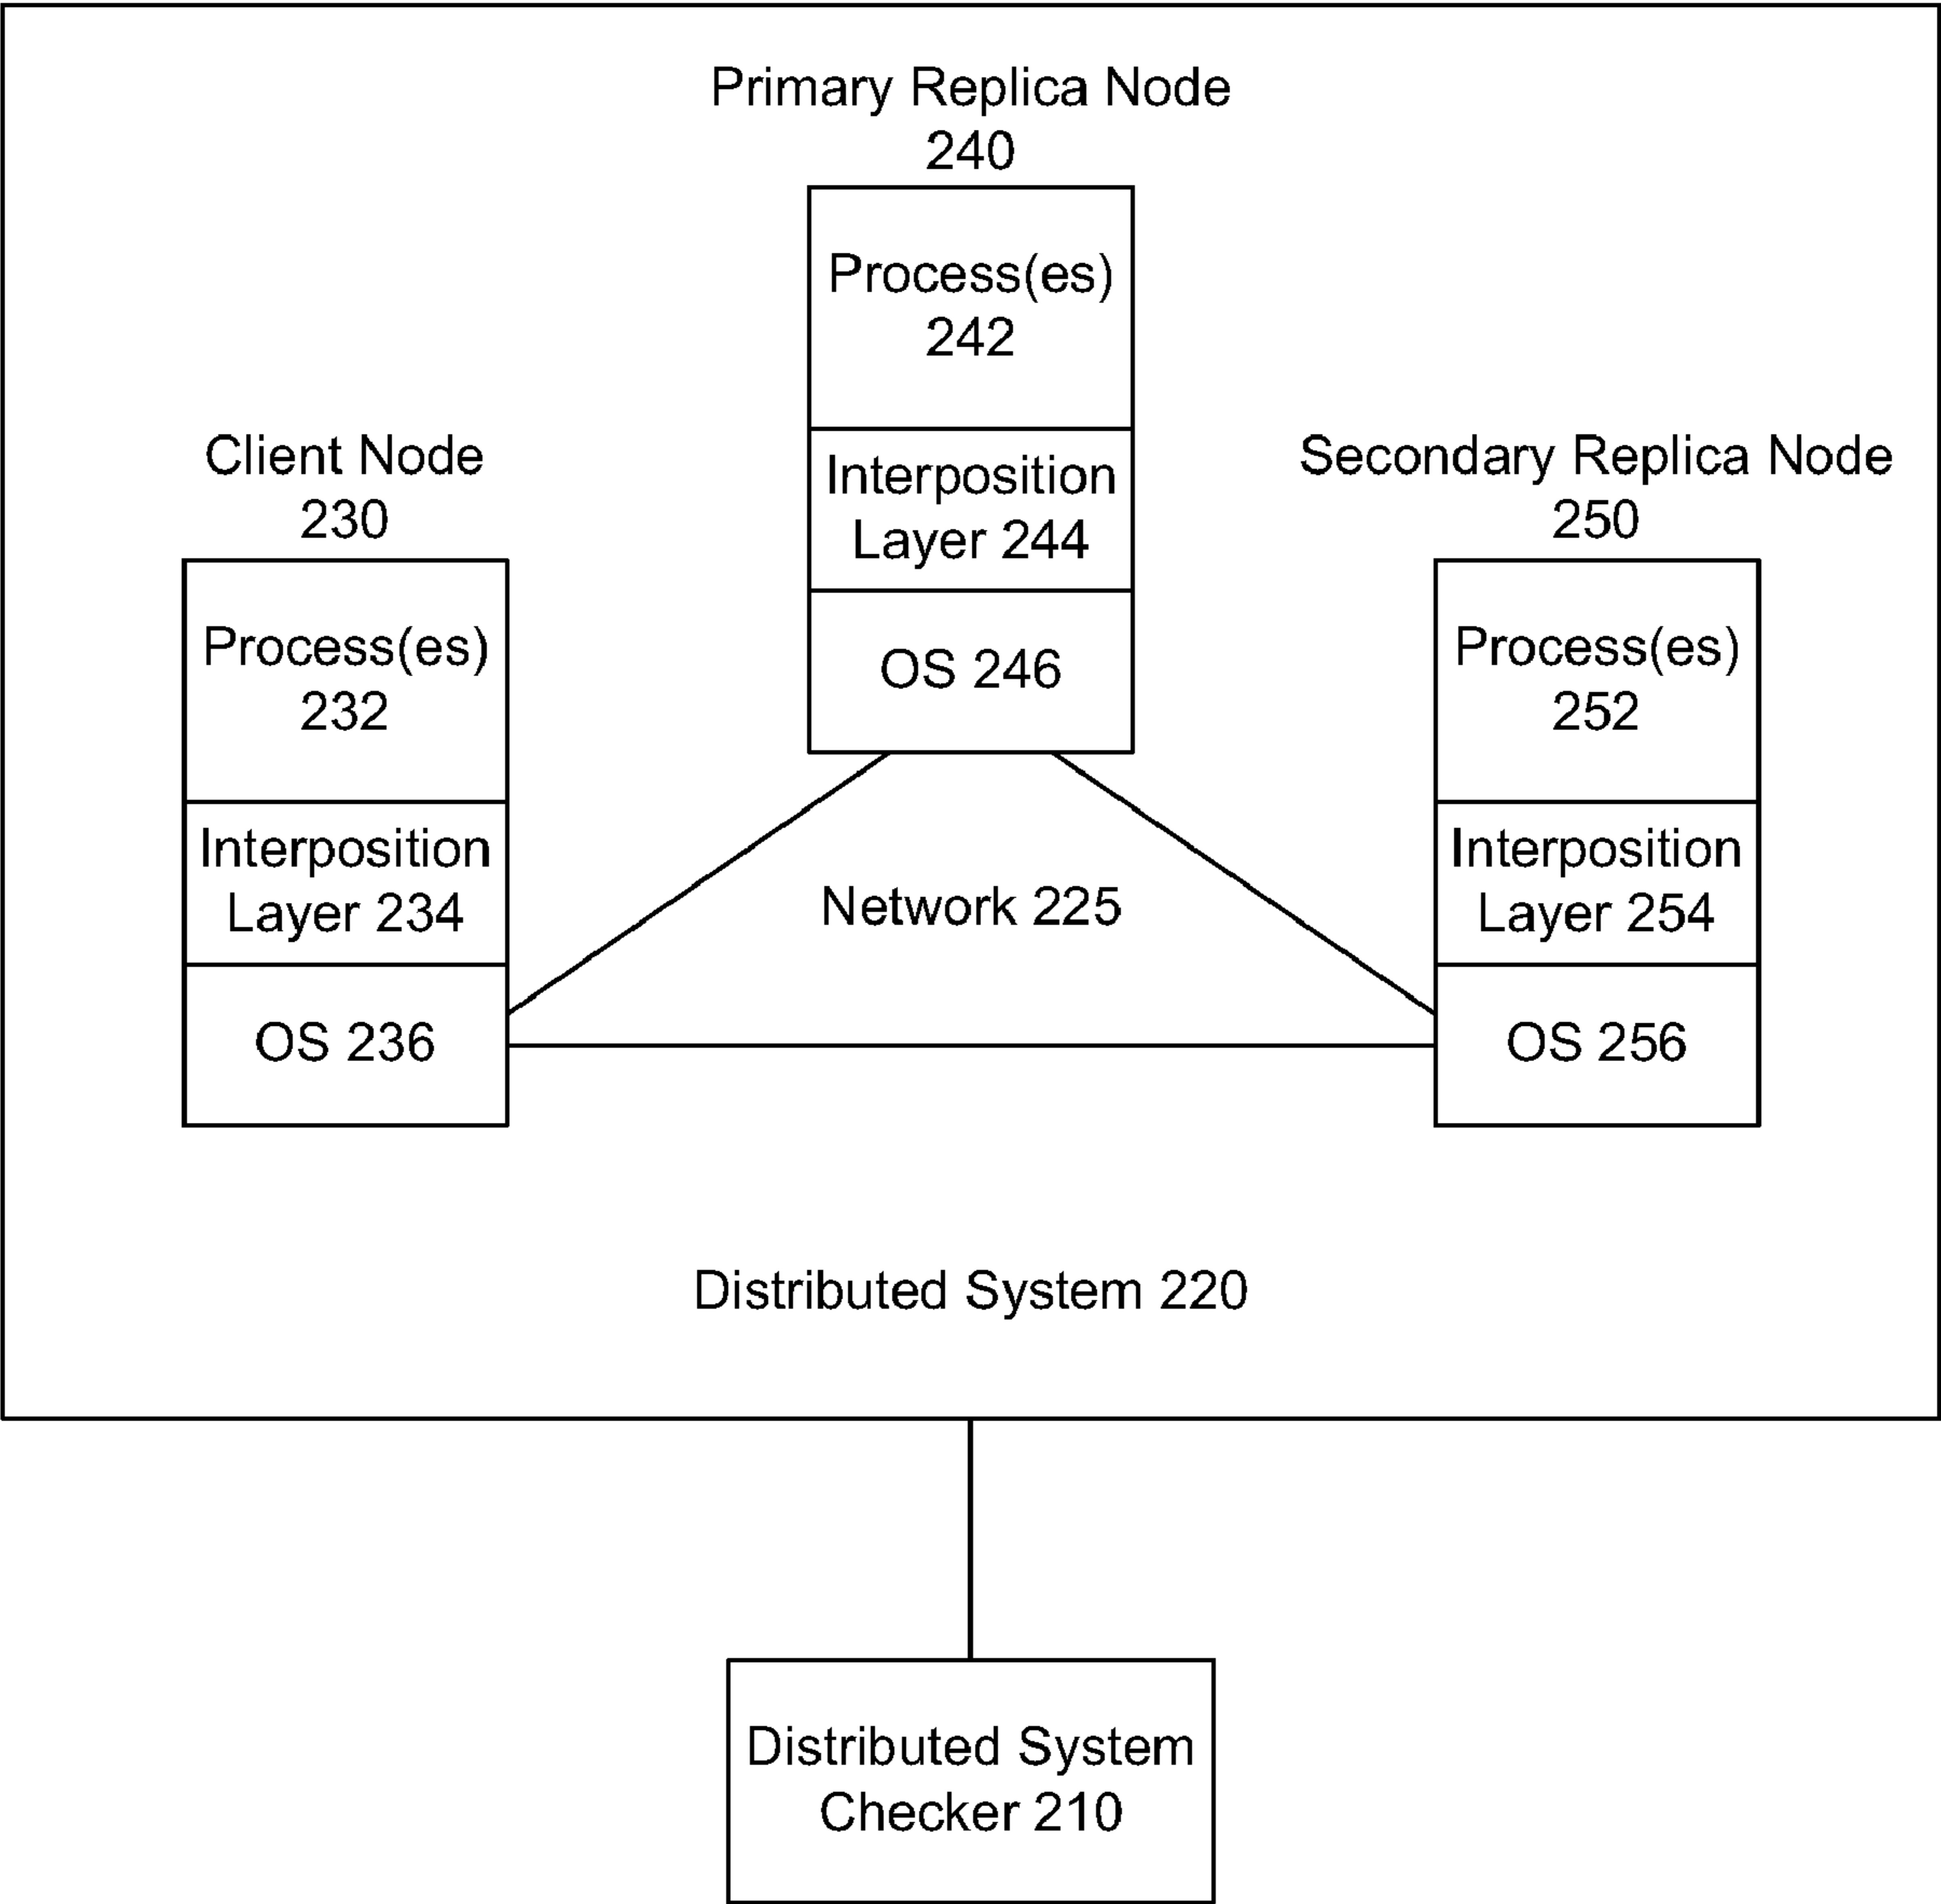 Primary Replica Node
240
Process(es)
242
Interposition
Layer 244
OS 246
Client Node
230
Process(es)
232
Interposition
Layer 234
OS 236
Secondary Replica Node
250
Process(es)
252
Interposition
Layer 254
OS 256
Network 225
Distributed System 220
Distributed System
Checker 210